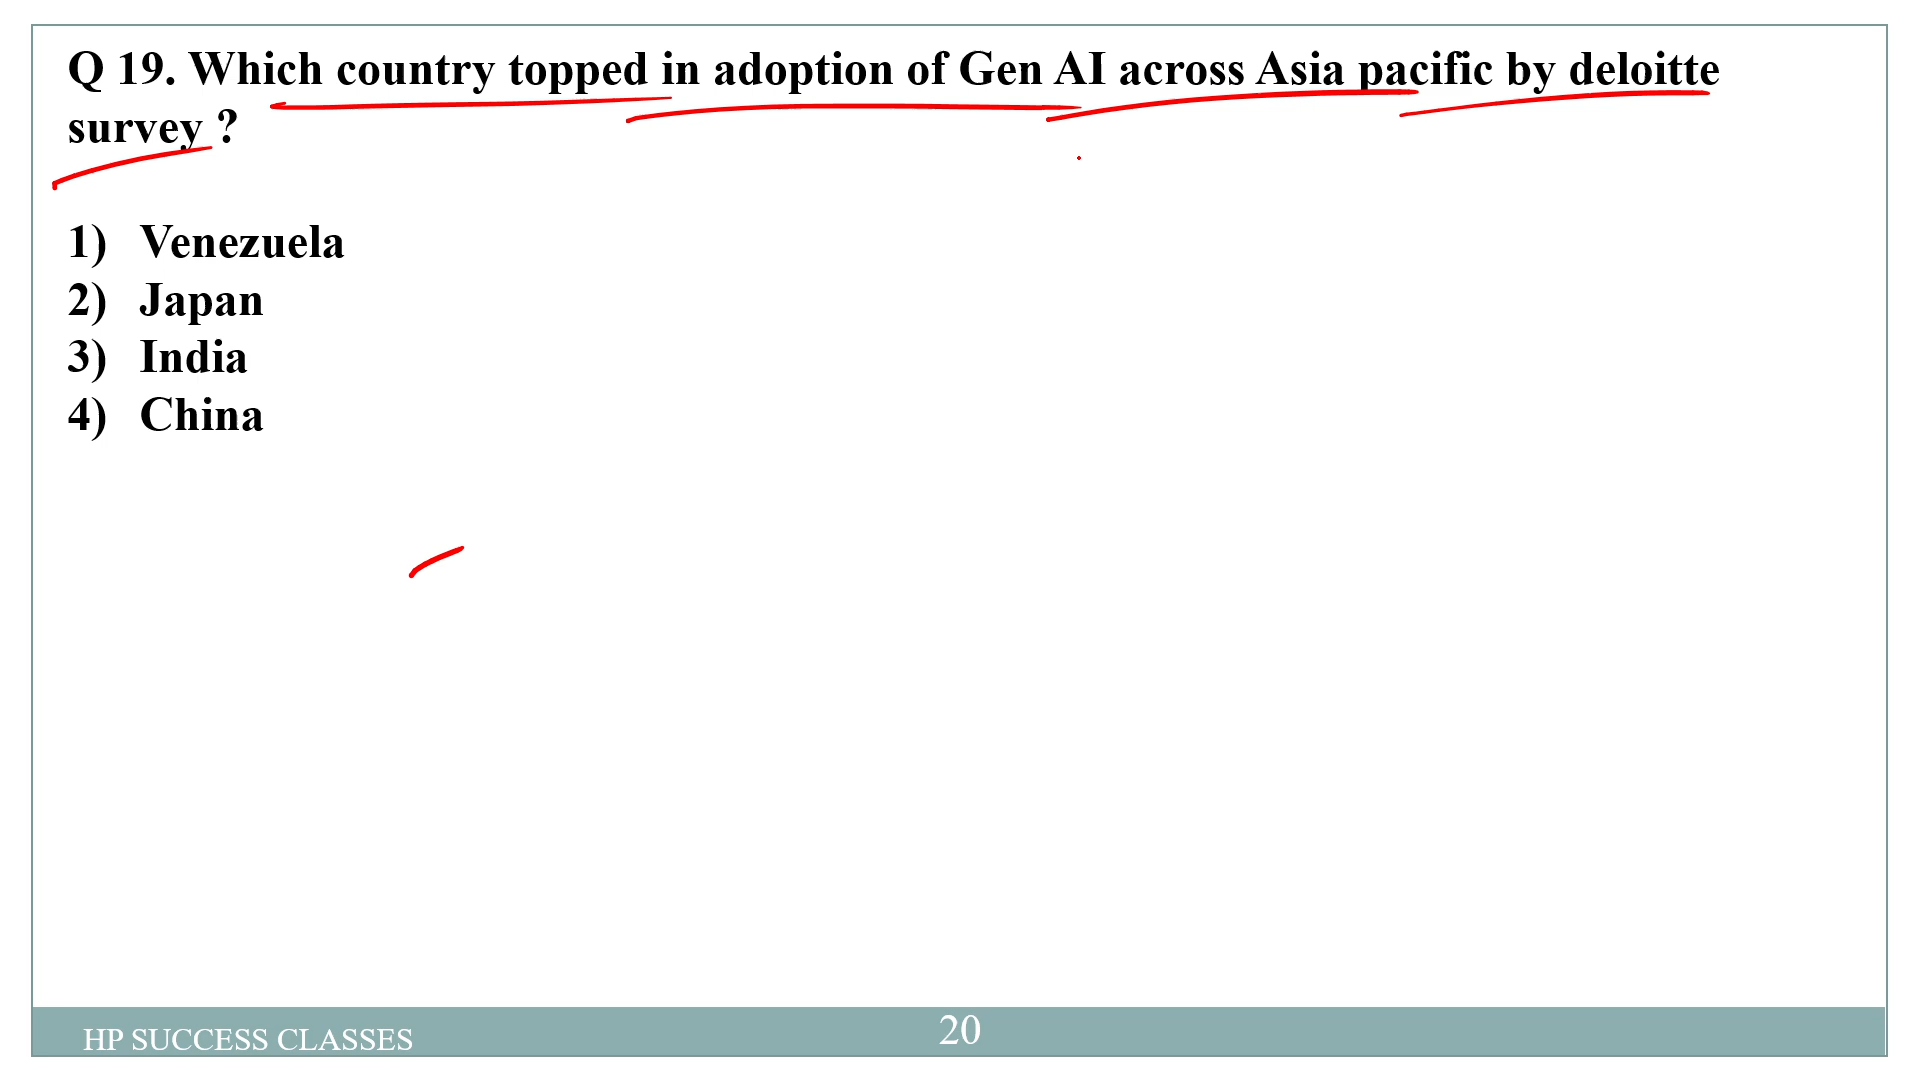 Q 19. Which country topped in adoption of Gen AI across Asia pacific by deloitte
survey ?
1) Venezuela
2) Japan
3) India
4) China
HP SUCCESS CLASSES
20